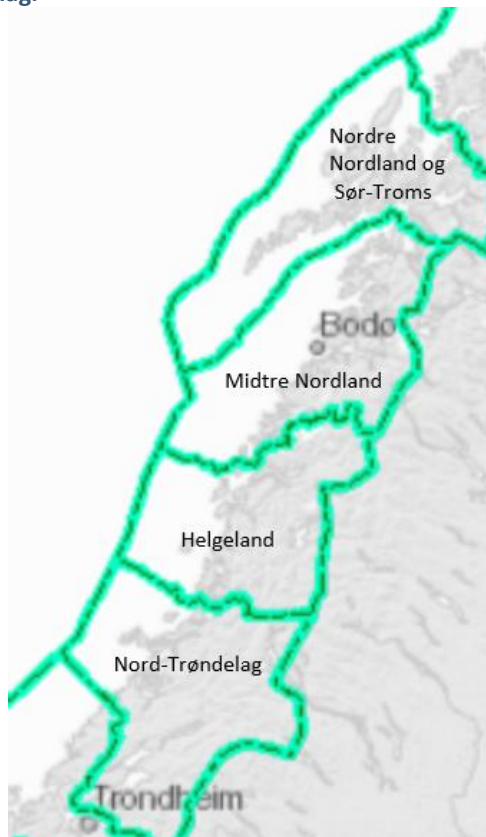 Nordre
Nordland og
Sør-Troms
Bodø
Midtre Nordland
Helgeland
Nord-Trøndelag
Trondheim